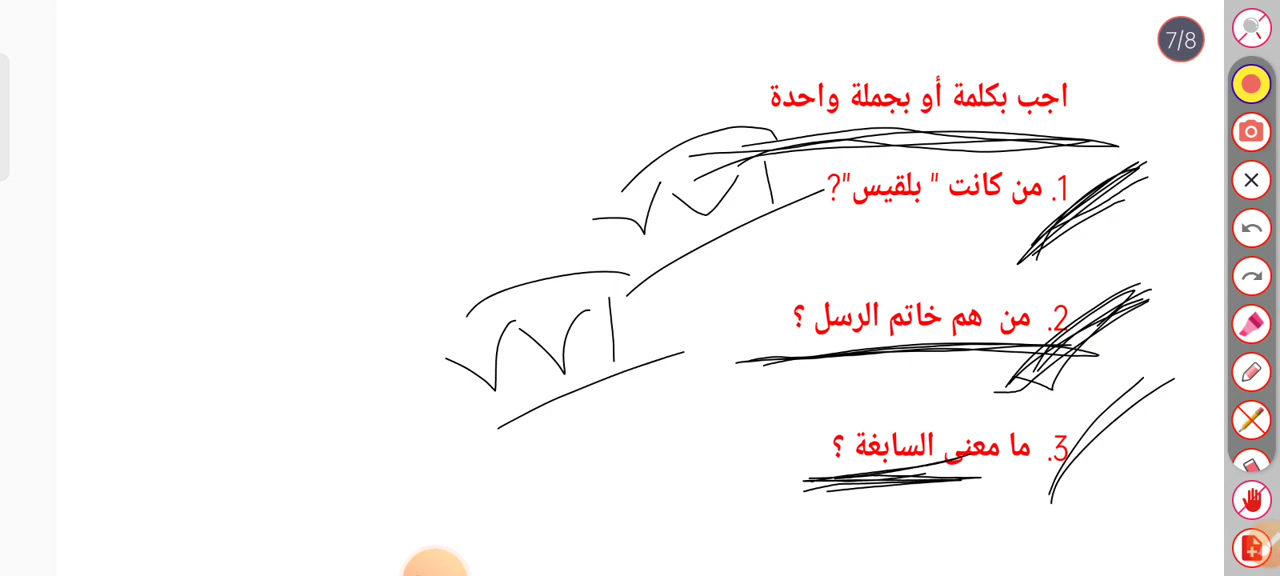 7/8
اجب بكلمة أو بجملة واحدة
1. من كانت " بلقيس"?
2. من هم خاتم الرسل ؟
3. ما معنى السابغة ؟